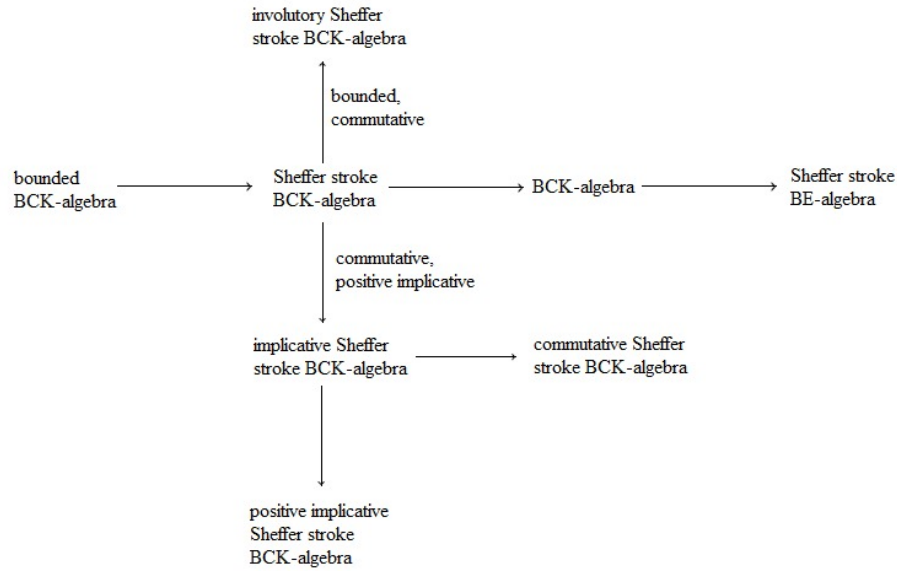 involutory Sheffer
stroke BCK-algebra
bounded,
commutative
bounded
BCK-algebra
Sheffer stroke
BCK-algebra
BCK-algebra
Sheffer stroke
BE-algebra
commutative,
positive implicative
implicative Sheffer
stroke BCK-algebra
commutative Sheffer
stroke BCK-algebra
positive implicative
Sheffer stroke
BCK-algebra